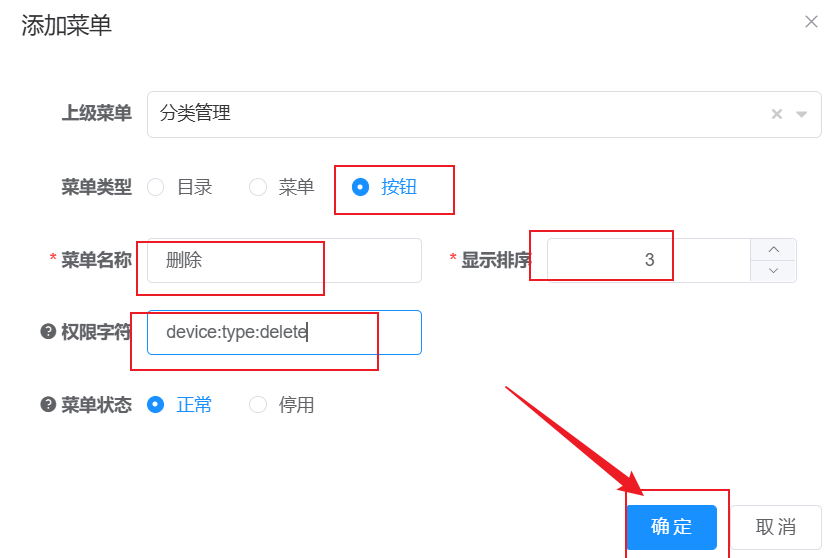 添加菜单
上级菜单 分类管理
菜单类型 目录 菜单 按钮
* 菜单名称 删除 * 显示排序 3
权限字符 device:type:delete
菜单状态 正常 停用
确定 取消